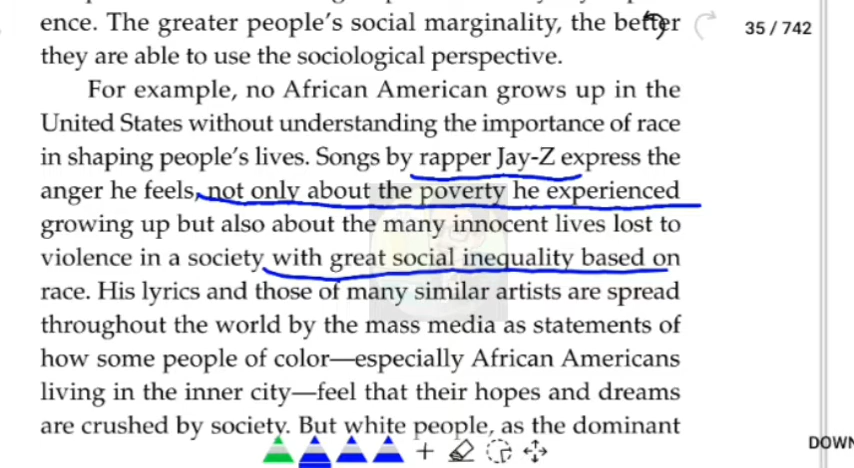 ence. The greater people's social marginality, the better
35 / 742
they are able to use the sociological perspective.
For example, no African American grows up in the
United States without understanding the importance of race
in shaping people's lives. Songs by rapper Jay-Z express the
anger he feels, not only about the poverty he experienced
growing up but also about the many innocent lives lost to
violence in a society with great social inequality based on
race. His lyrics and those of many similar artists are spread
throughout the world by the mass media as statements of
how some people of color—especially African Americans
living in the inner city—feel that their hopes and dreams
are crushed by society. But white people, as the dominant
DOWN